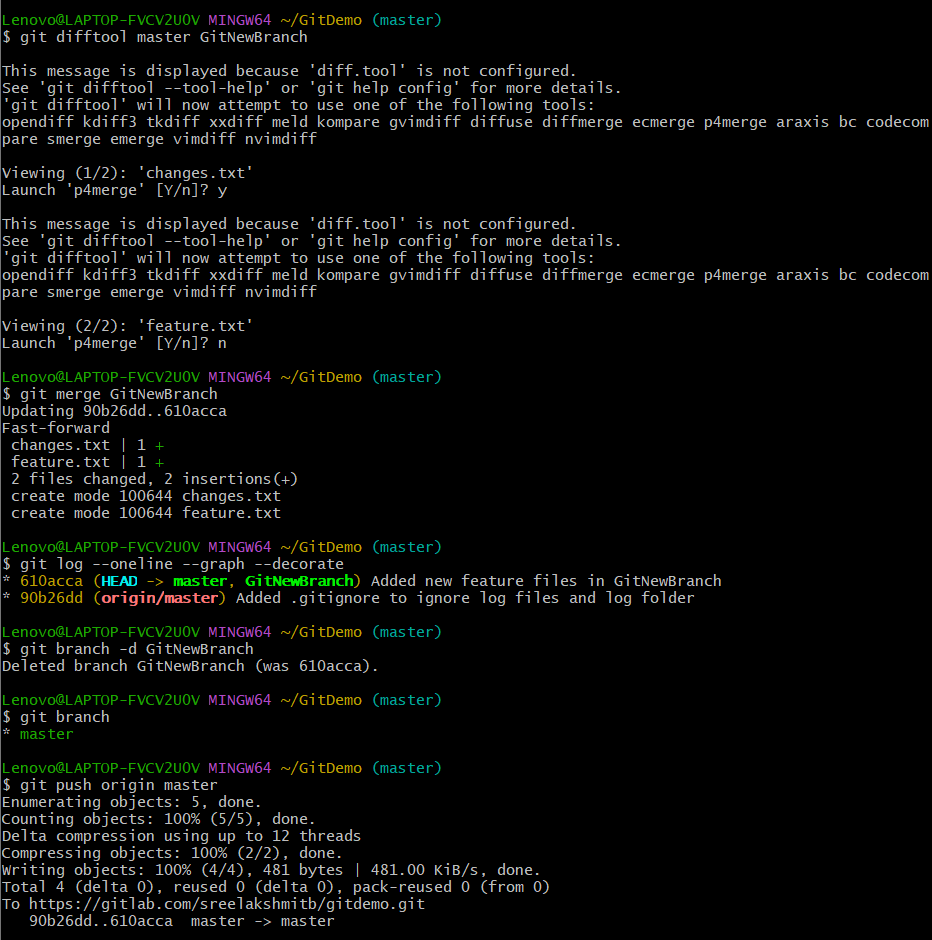 Lenovo@LAPTOP-FVCV2U0V MINGW64 ~/GitDemo (master)
$ git difftool master GitNewBranch

This message is displayed because 'diff.tool' is not configured.
See 'git difftool --tool-help' or 'git help config' for more details.
'git difftool' will now attempt to use one of the following tools:
opendiff kdiff3 tkdiff xxdiff meld kompare gvimdiff diffuse diffmerge ecmerge p4merge araxis bc codecom
pare smerge emerge vimdiff nvimdiff

Viewing (1/2): 'changes.txt'
Launch 'p4merge' [Y/n]? y

This message is displayed because 'diff.tool' is not configured.
See 'git difftool --tool-help' or 'git help config' for more details.
'git difftool' will now attempt to use one of the following tools:
opendiff kdiff3 tkdiff xxdiff meld kompare gvimdiff diffuse diffmerge ecmerge p4merge araxis bc codecom
pare smerge emerge vimdiff nvimdiff

Viewing (2/2): 'feature.txt'
Launch 'p4merge' [Y/n]? n

Lenovo@LAPTOP-FVCV2U0V MINGW64 ~/GitDemo (master)
$ git merge GitNewBranch
Updating 90b26dd..610acca
Fast-forward
 changes.txt | 1 +
 feature.txt | 1 +
 2 files changed, 2 insertions(+)
 create mode 100644 changes.txt
 create mode 100644 feature.txt

Lenovo@LAPTOP-FVCV2U0V MINGW64 ~/GitDemo (master)
$ git log --oneline --graph --decorate
* 610acca (HEAD -> master, GitNewBranch) Added new feature files in GitNewBranch
* 90b26dd (origin/master) Added .gitignore to ignore log files and log folder

Lenovo@LAPTOP-FVCV2U0V MINGW64 ~/GitDemo (master)
$ git branch -d GitNewBranch
Deleted branch GitNewBranch (was 610acca).

Lenovo@LAPTOP-FVCV2U0V MINGW64 ~/GitDemo (master)
$ git branch
* master

Lenovo@LAPTOP-FVCV2U0V MINGW64 ~/GitDemo (master)
$ git push origin master
Enumerating objects: 5, done.
Counting objects: 100% (5/5), done.
Delta compression using up to 12 threads
Compressing objects: 100% (2/2), done.
Writing objects: 100% (4/4), 481 bytes | 481.00 KiB/s, done.
Total 4 (delta 0), reused 0 (delta 0), pack-reused 0 (from 0)
To https://gitlab.com/sreelakshmitb/gitdemo.git
   90b26dd..610acca  master -> master